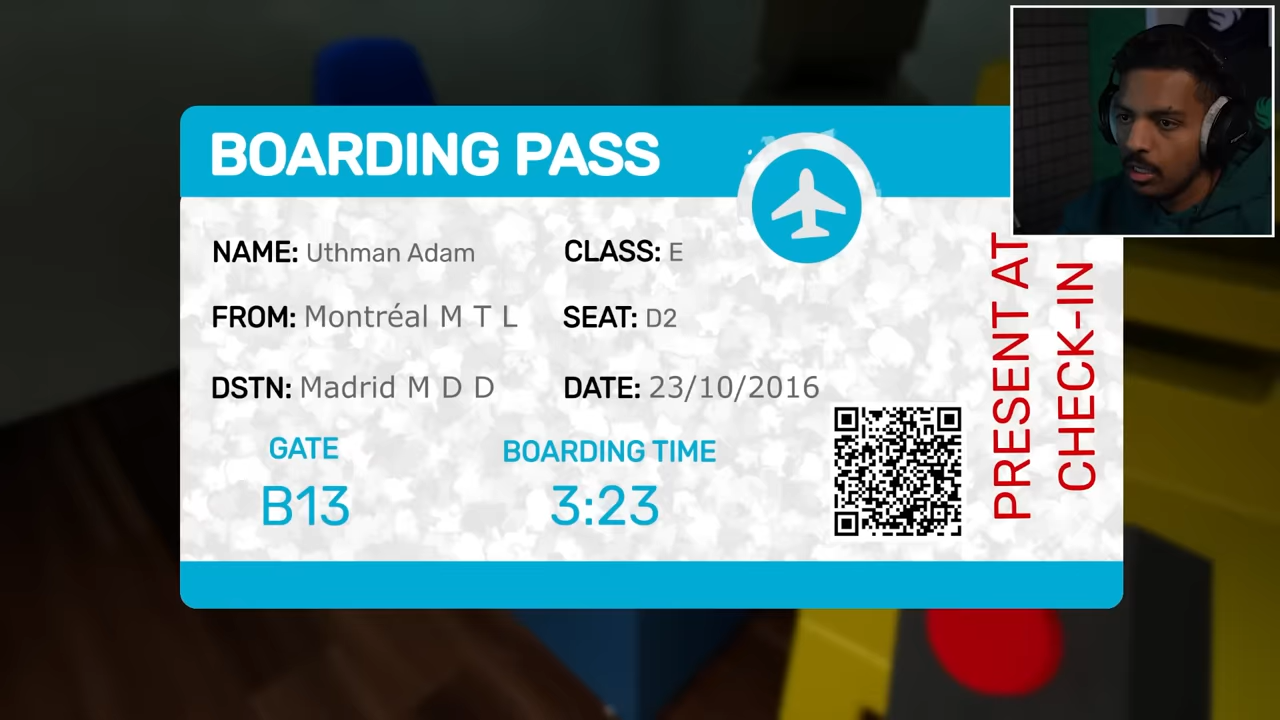 BOARDING PASS
NAME: Uthman Adam
CLASS: E
FROM: Montréal M T L
SEAT: D2
DSTN: Madrid M D D
DATE: 23/10/2016
GATE
B13
BOARDING TIME
3:23
PRESENT AT
CHECK-IN